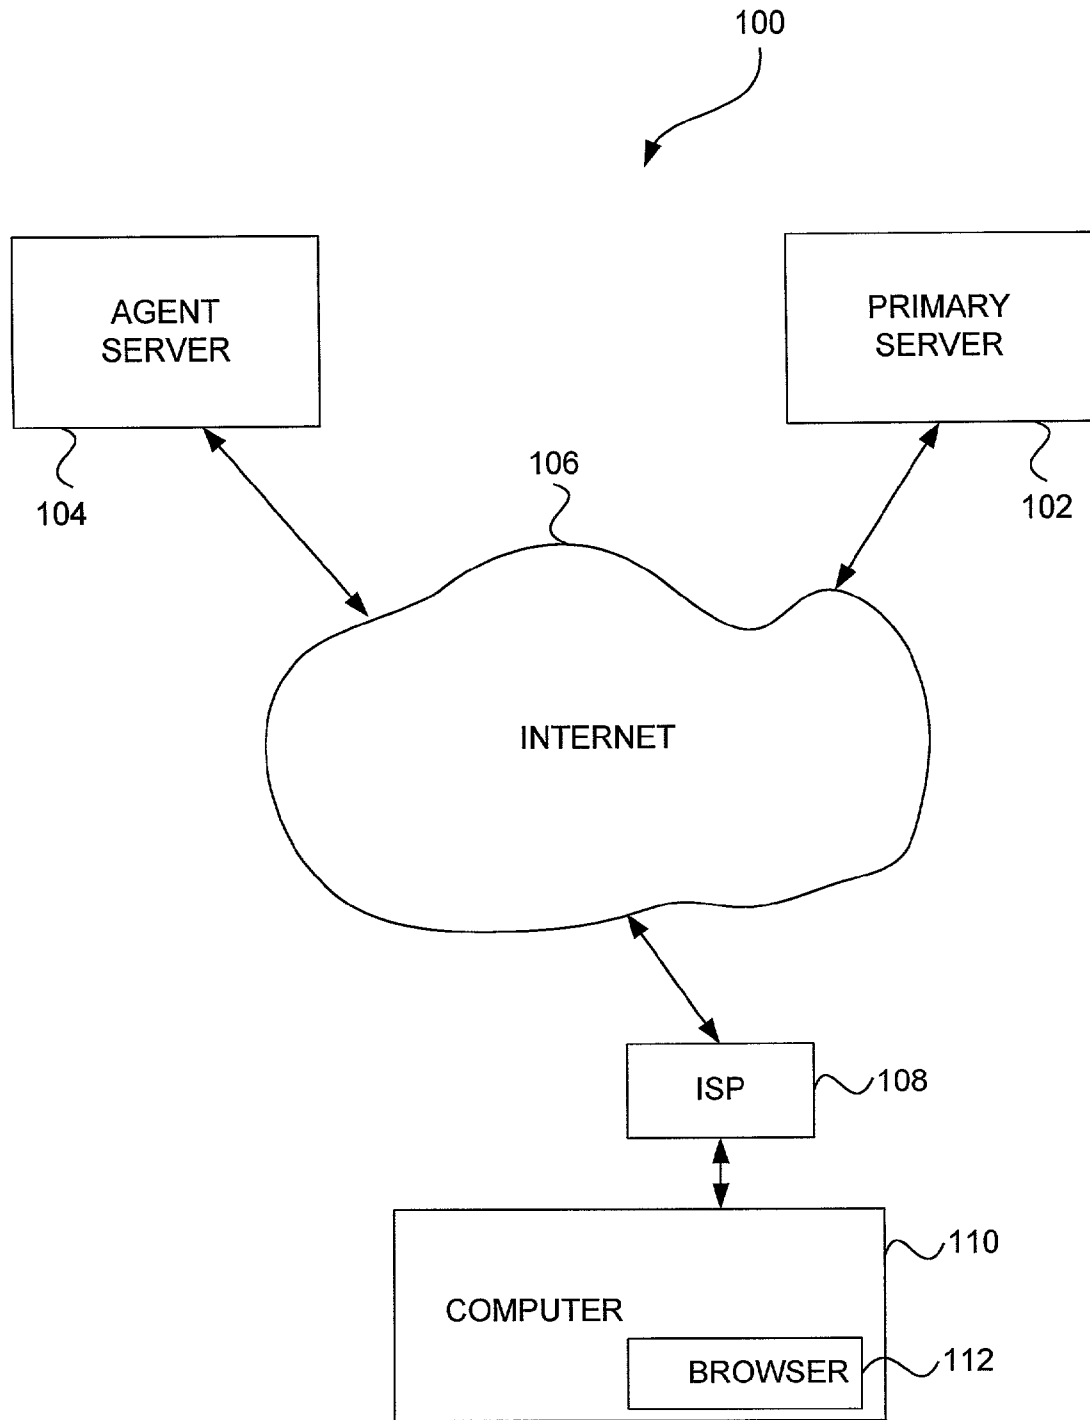 100
AGENT
SERVER
PRIMARY
SERVER
104
106
102
INTERNET
ISP
108
110
COMPUTER
BROWSER
112